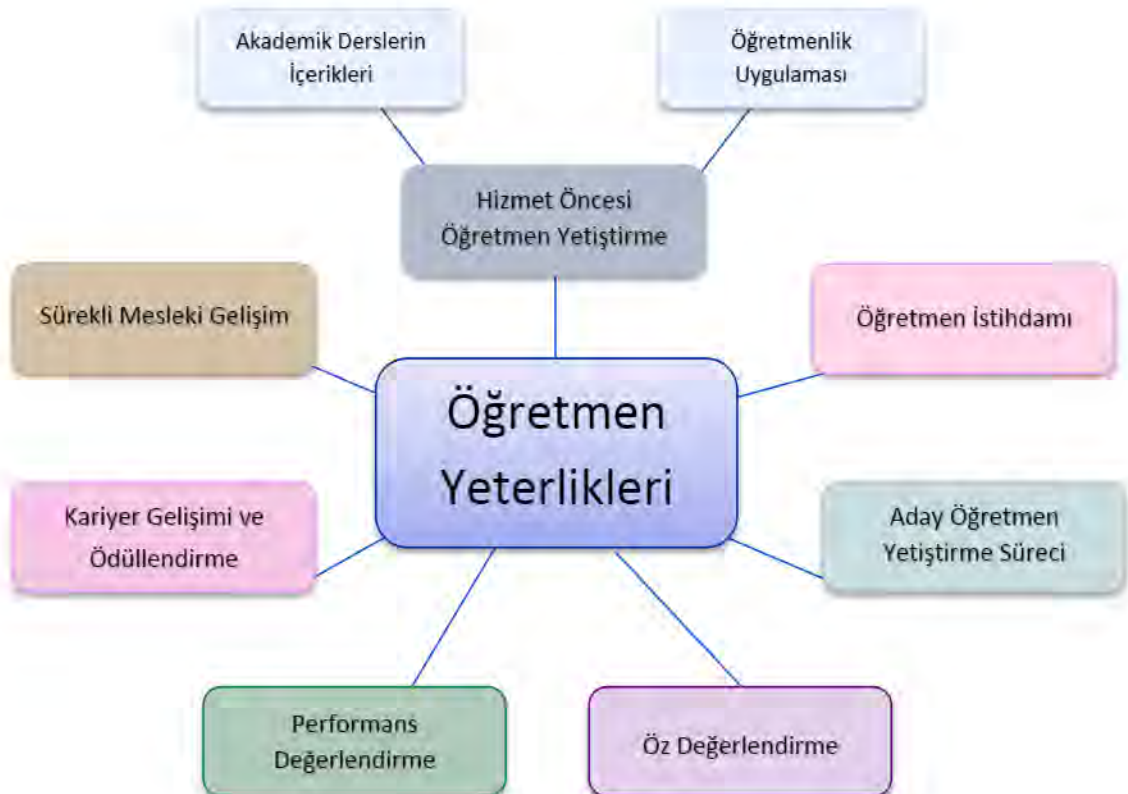 Akademik Derslerin
İçerikleri
Öğretmenlik
Uygulaması
Hizmet Öncesi
Öğretmen Yetiştirme
Sürekli Mesleki Gelişim
Öğretmen İstihdamı
Öğretmen
Yeterlikleri
Kariyer Gelişimi ve
Ödüllendirme
Aday Öğretmen
Yetiştirme Süreci
Performans
Değerlendirme
Öz Değerlendirme